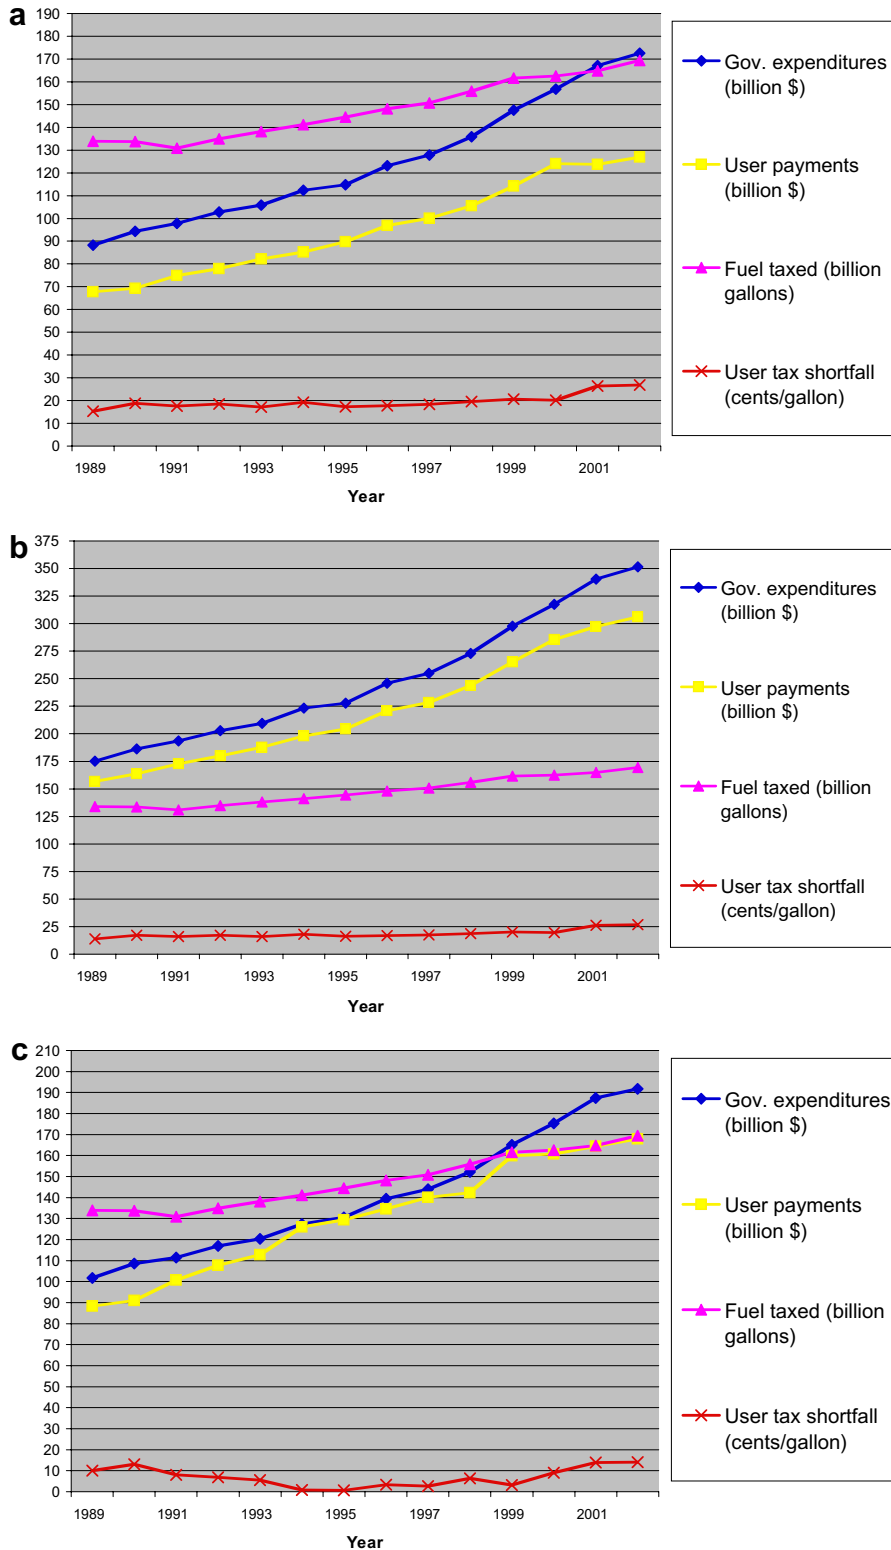 a
190
180
170
160
150
140
130
120
110
100
90
80
70
60
50
40
30
20
10
0
1989 1991 1993 1995 1997 1999 2001
Year
Gov. expenditures
(billion $)
User payments
(billion $)
Fuel taxed (billion
gallons)
User tax shortfall
(cents/gallon)
b
375
350
325
300
275
250
225
200
175
150
125
100
75
50
25
0
1989 1991 1993 1995 1997 1999 2001
Year
Gov. expenditures
(billion $)
User payments
(billion $)
Fuel taxed (billion
gallons)
User tax shortfall
(cents/gallon)
c
210
200
190
180
170
160
150
140
130
120
110
100
90
80
70
60
50
40
30
20
10
0
1989 1991 1993 1995 1997 1999 2001
Year
Gov. expenditures
(billion $)
User payments
(billion $)
Fuel taxed (billion
gallons)
User tax shortfall
(cents/gallon)